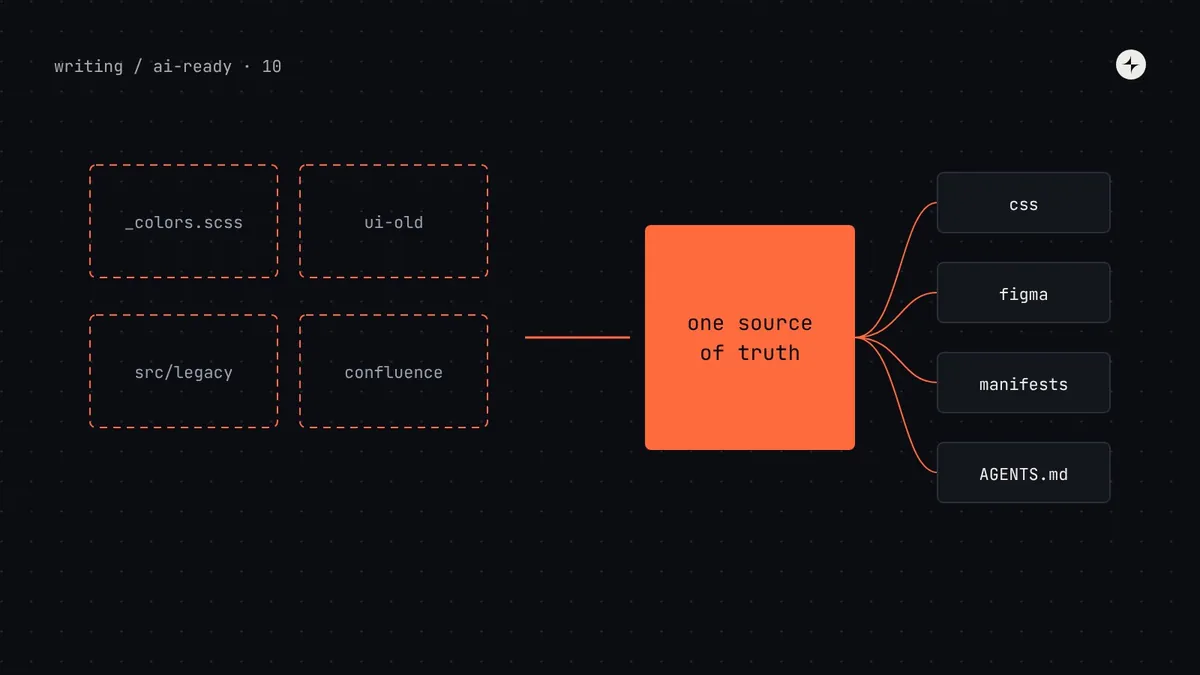 writing / ai-ready · 10
_colors.scss
ui-old
src/legacy
confluence
one source
of truth
css
figma
manifests
AGENTS.md